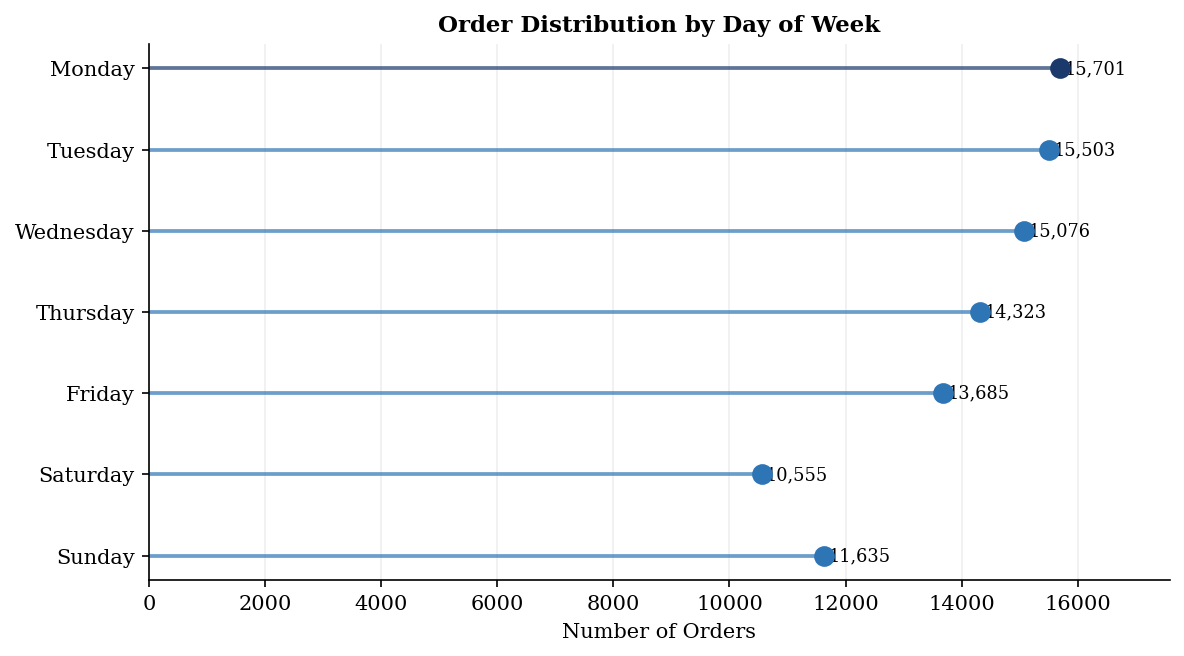 Order Distribution by Day of Week
Monday 15,701
Tuesday 15,503
Wednesday 15,076
Thursday 14,323
Friday 13,685
Saturday 10,555
Sunday 11,635
0 2000 4000 6000 8000 10000 12000 14000 16000
Number of Orders